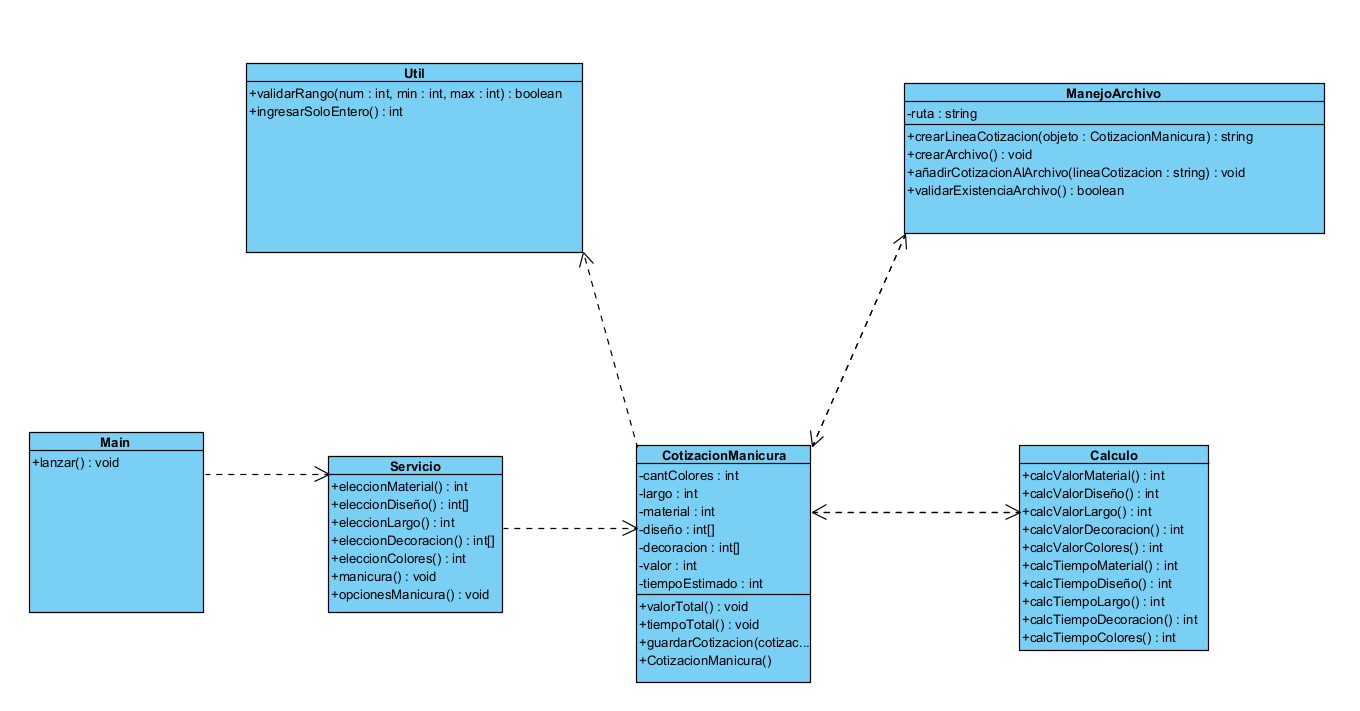 Util
+validarRango(num : int, min : int, max : int) : boolean
+ingresarSoloEntero() : int
ManejoArchivo
-ruta : string
+crearLineaCotizacion(objeto : CotizacionManicura) : string
+crearArchivo() : void
+añadirCotizacionAlArchivo(lineaCotizacion : string) : void
+validarExistenciaArchivo() : boolean
Main
+lanzar() : void
Servicio
+eleccionMaterial() : int
+eleccionDiseño() : int[]
+eleccionLargo() : int
+eleccionDecoracion() : int[]
+eleccionColores() : int
+manicura() : void
+opcionesManicura() : void
CotizacionManicura
-cantColores : int
-largo : int
-material : int
-diseño : int[]
-decoracion : int[]
-valor : int
-tiempoEstimado : int
+valorTotal() : void
+tiempoTotal() : void
+guardarCotizacion(cotizac...
+CotizacionManicura()
Calculo
+calcValorMaterial() : int
+calcValorDiseño() : int
+calcValorLargo() : int
+calcValorDecoracion() : int
+calcValorColores() : int
+calcTiempoMaterial() : int
+calcTiempoDiseño() : int
+calcTiempoLargo() : int
+calcTiempoDecoracion() : int
+calcTiempoColores() : int